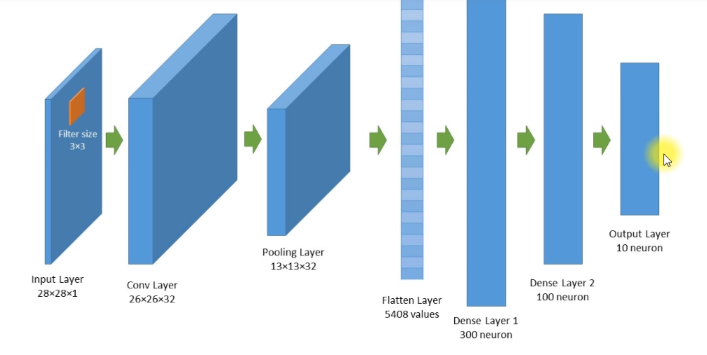 Filter size
3×3
Input Layer
28×28×1
Conv Layer
26×26×32
Pooling Layer
13×13×32
Flatten Layer
5408 values
Dense Layer 1
300 neuron
Dense Layer 2
100 neuron
Output Layer
10 neuron